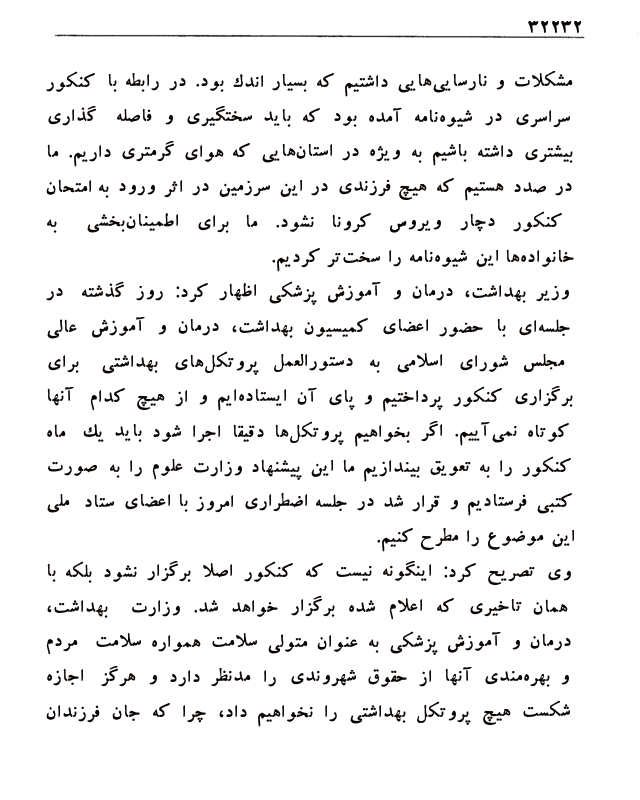 ۳۲۲۳۲
مشکلات و نارسایی‌هایی داشتیم که بسیار اندك بود. در رابطه با کنکور
سراسری در شیوه‌نامه آمده بود که باید سختگیری و فاصله گذاری
بیشتری داشته باشیم به ویژه در استان‌هایی که هوای گرمتری داریم. ما
در صدد هستیم که هیچ فرزندی در این سرزمین در اثر ورود به امتحان
کنکور دچار ویروس کرونا نشود. ما برای اطمینان‌بخشی به
خانواده‌ها این شیوه‌نامه را سخت‌تر کردیم.
وزیر بهداشت، درمان و آموزش پزشکی اظهار کرد: روز گذشته در
جلسه‌ای با حضور اعضای کمیسیون بهداشت، درمان و آموزش عالی
مجلس شورای اسلامی به دستورالعمل پروتکل‌های بهداشتی برای
برگزاری کنکور پرداختیم و پای آن ایستاده‌ایم و از هیچ کدام آنها
کوتاه نمی‌آییم. اگر بخواهیم پروتکل‌ها دقیقا اجرا شود باید یك ماه
کنکور را به تعویق بیندازیم ما این پیشنهاد وزارت علوم را به صورت
کتبی فرستادیم و قرار شد در جلسه اضطراری امروز با اعضای ستاد ملی
این موضوع را مطرح کنیم.
وی تصریح کرد: اینگونه نیست که کنکور اصلا برگزار نشود بلکه با
همان تاخیری که اعلام شده برگزار خواهد شد. وزارت بهداشت،
درمان و آموزش پزشکی به عنوان متولی سلامت همواره سلامت مردم
و بهره‌مندی آنها از حقوق شهروندی را مدنظر دارد و هرگز اجازه
شکست هیچ پروتکل بهداشتی را نخواهیم داد، چرا که جان فرزندان